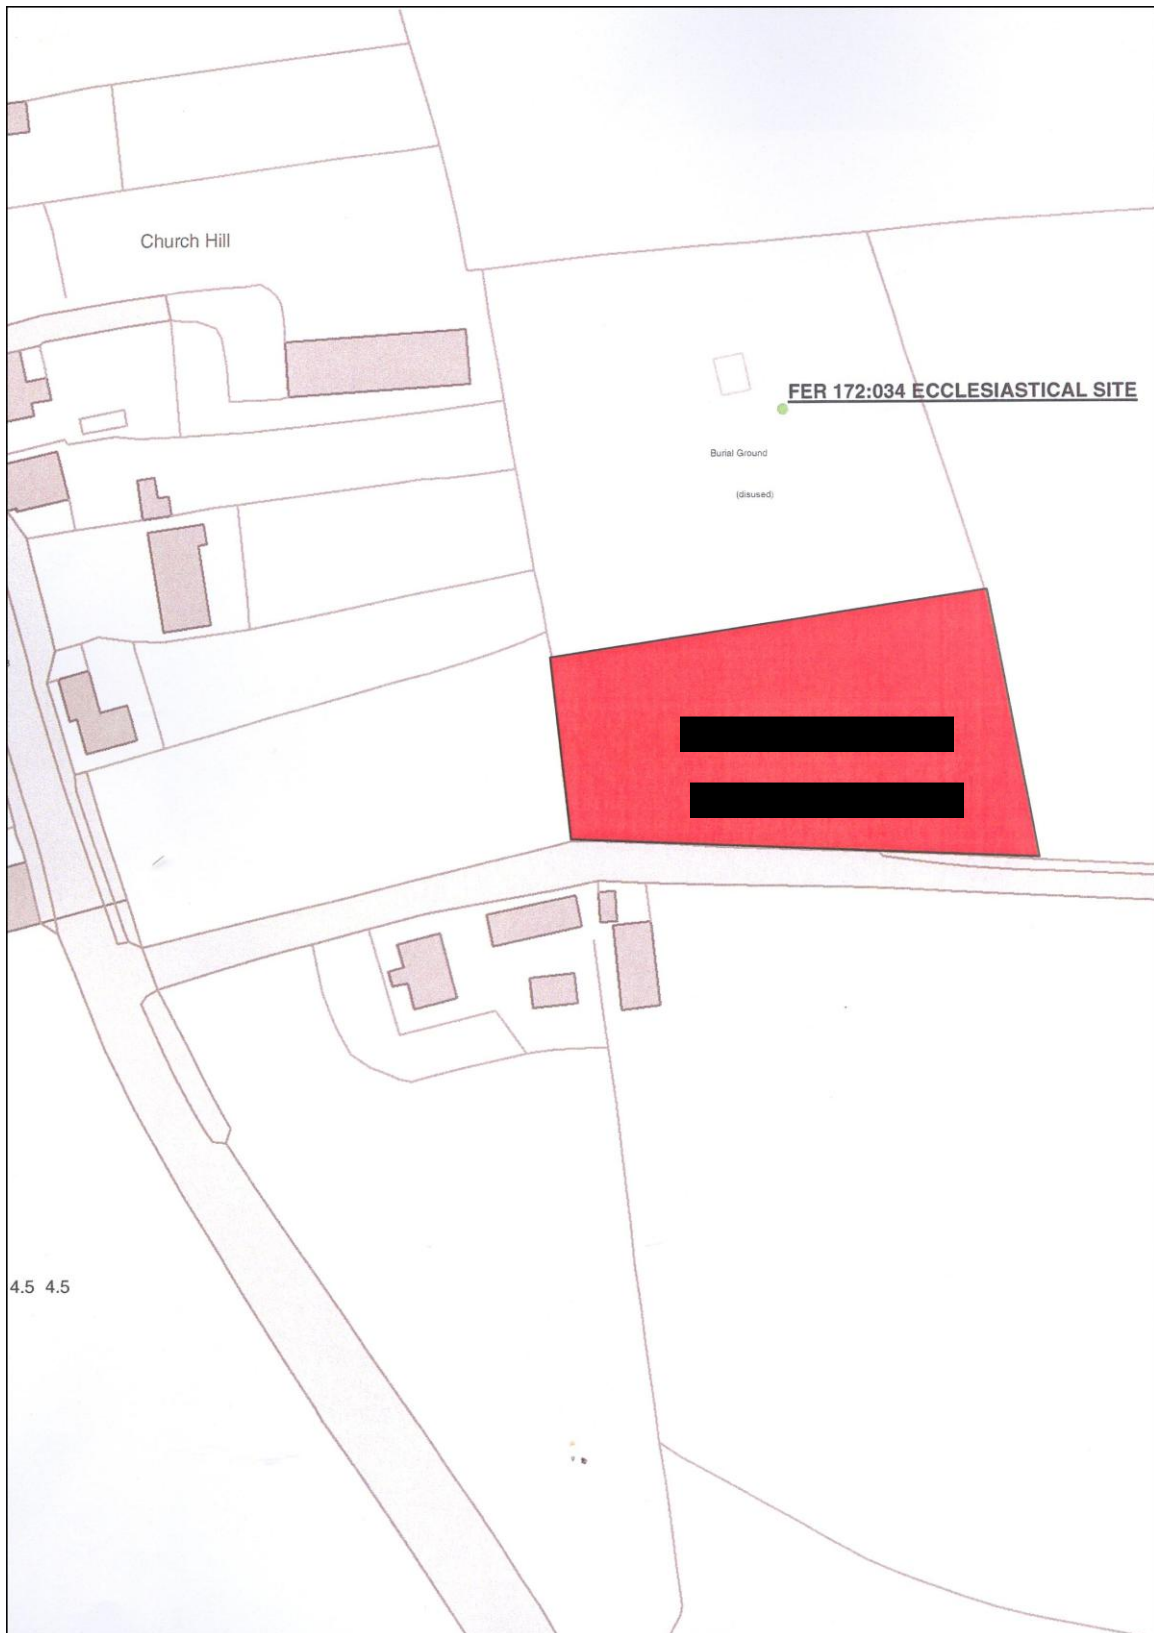 Church Hill
FER 172:034 ECCLESIASTICAL SITE
Burial Ground
(disused)
4.5 4.5